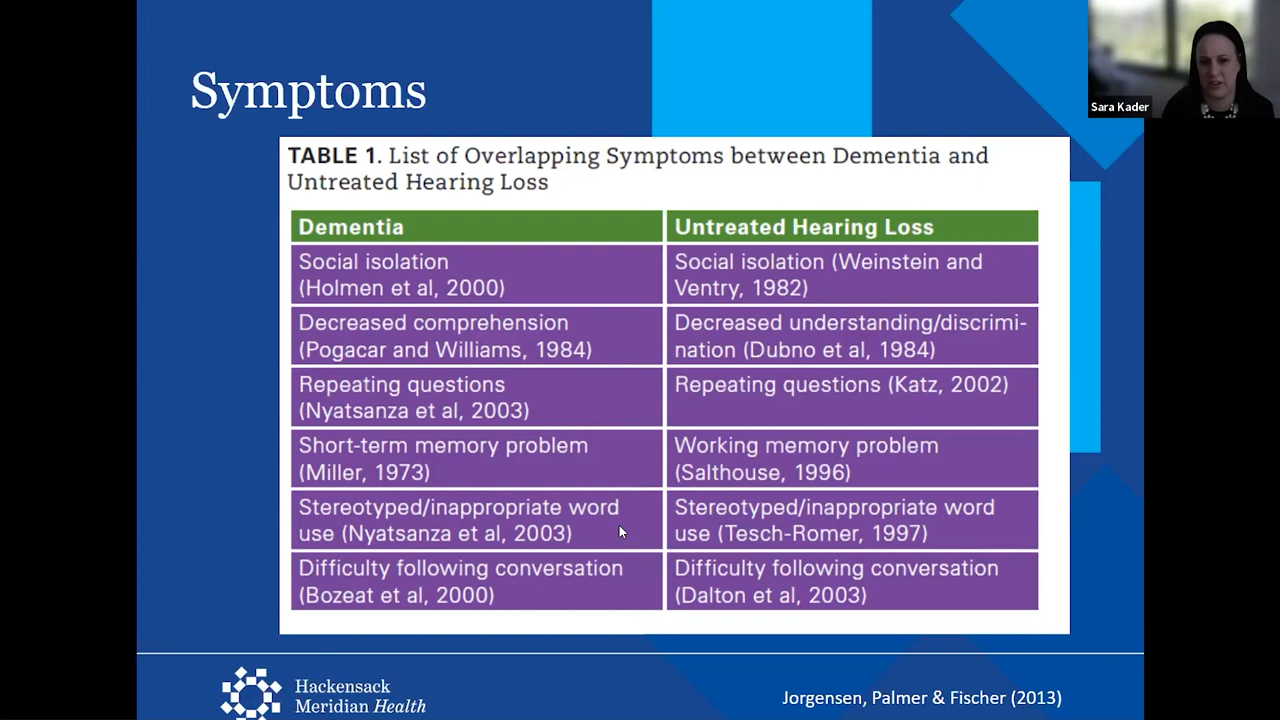 Symptoms
Sara Kader
TABLE 1. List of Overlapping Symptoms between Dementia and
Untreated Hearing Loss
Dementia
Untreated Hearing Loss
Social isolation
(Holmen et al, 2000)
Social isolation (Weinstein and
Ventry, 1982)
Decreased comprehension
(Pogacar and Williams, 1984)
Decreased understanding/discrimi-
nation (Dubno et al, 1984)
Repeating questions
(Nyatsanza et al, 2003)
Repeating questions (Katz, 2002)
Short-term memory problem
(Miller, 1973)
Working memory problem
(Salthouse, 1996)
Stereotyped/inappropriate word
use (Nyatsanza et al, 2003)
Stereotyped/inappropriate word
use (Tesch-Romer, 1997)
Difficulty following conversation
(Bozeat et al, 2000)
Difficulty following conversation
(Dalton et al, 2003)
Hackensack
Meridian Health
Jorgensen, Palmer & Fischer (2013)